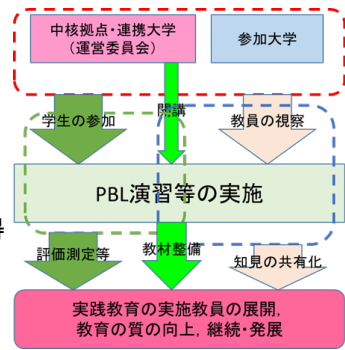 中核拠点・連携大学
（運営委員会）
参加大学
学生の参加
開講
教員の視察
PBL演習等の実施
評価測定等
教材整備
知見の共有化
実践教育の実施教員の展開,
教育の質の向上, 継続・発展